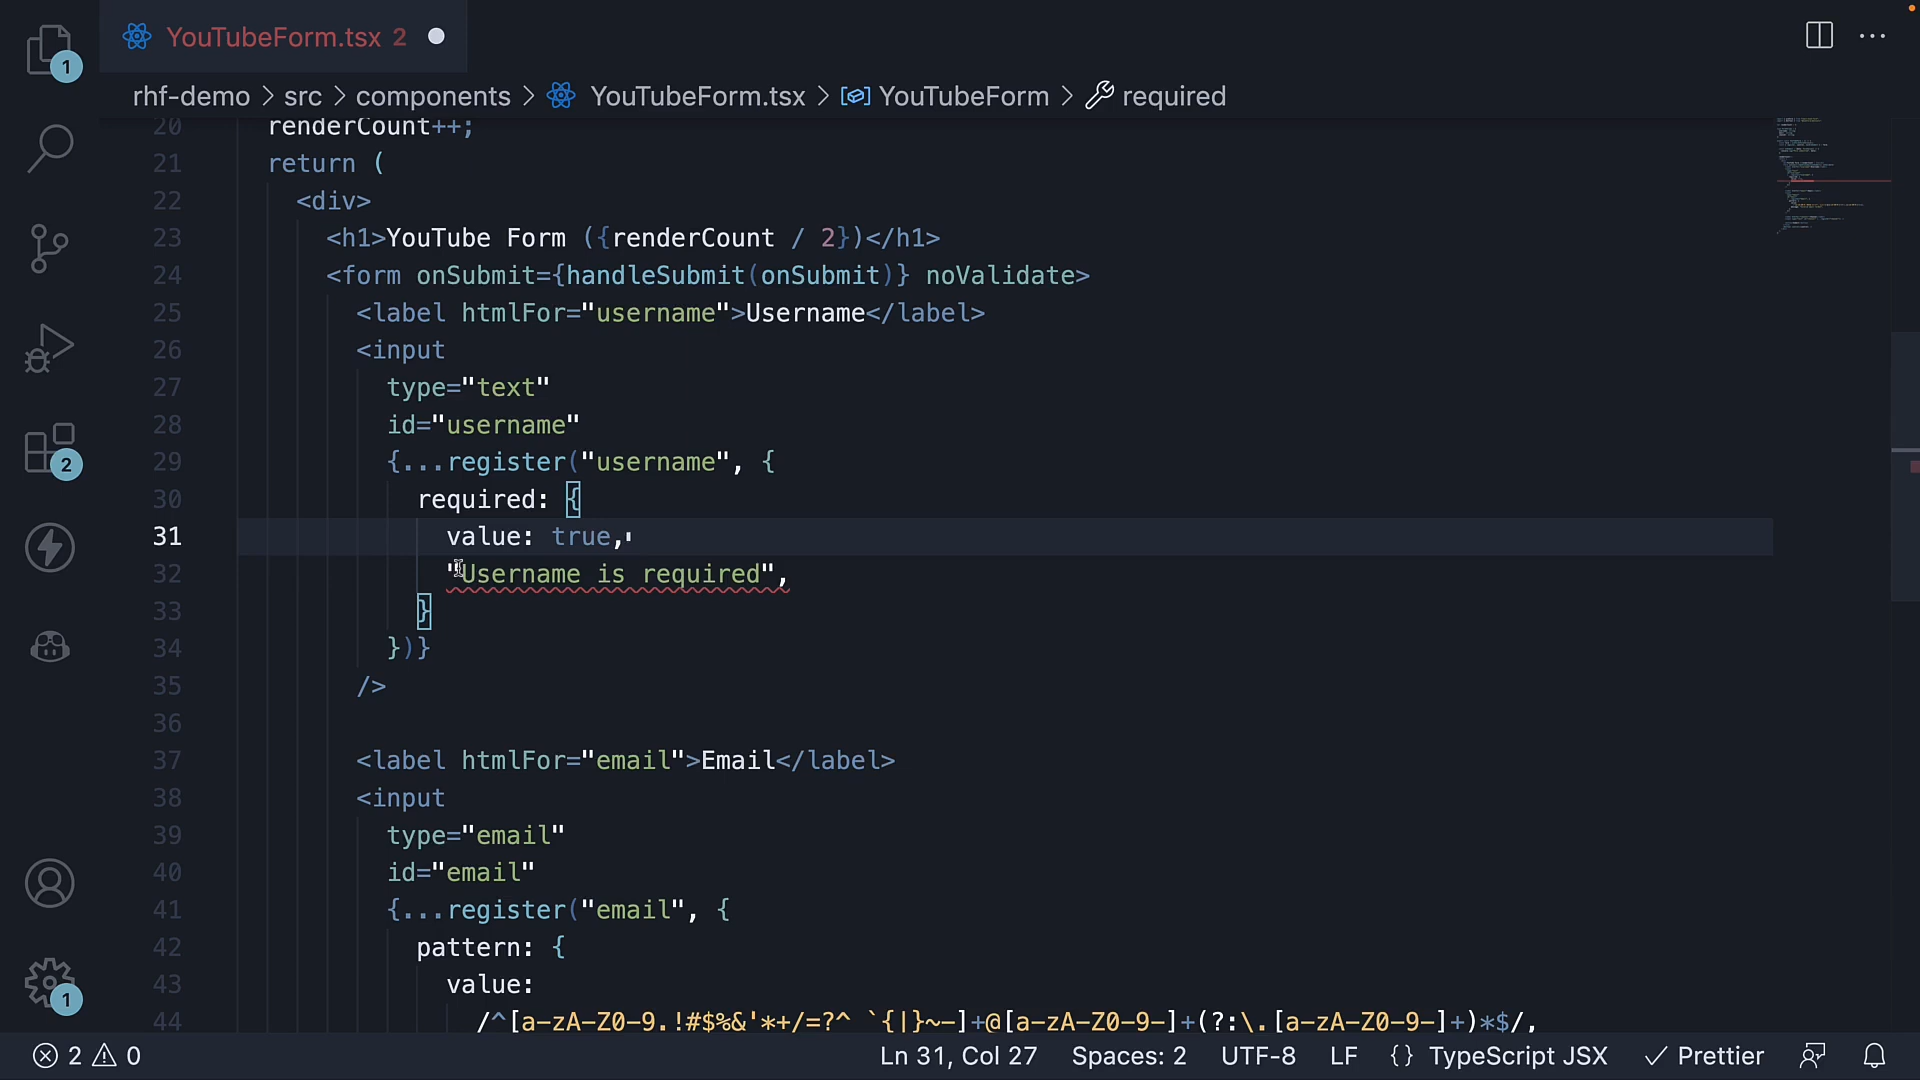 YouTubeForm.tsx 2
1
rhf-demo > src > components > YouTubeForm.tsx > YouTubeForm > required
20 renderCount++;
21 return (
22 <div>
23 <h1>YouTube Form ({renderCount / 2})</h1>
24 <form onSubmit={handleSubmit(onSubmit)} noValidate>
25 <label htmlFor="username">Username</label>
26 <input
27 type="text"
28 id="username"
29 {...register("username", {
30 required: {
31 value: true,
32 "Username is required",
33 }
34 })}
35 />
36
37 <label htmlFor="email">Email</label>
38 <input
39 type="email"
40 id="email"
41 {...register("email", {
42 pattern: {
43 value:
44 /^[a-zA-Z0-9.!#$%&'*+/=?^_`{|}~-]+@[a-zA-Z0-9-]+(?:\.[a-zA-Z0-9-]+)*$/,
2
1
2 0
Ln 31, Col 27 Spaces: 2 UTF-8 LF {} TypeScript JSX Prettier